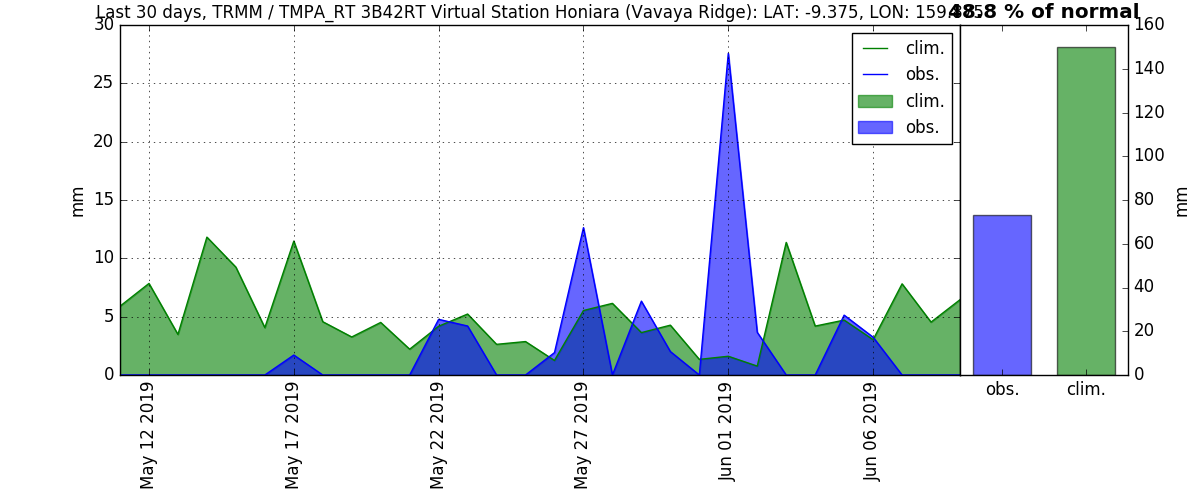 Last 30 days, TRMM / TMPA_RT 3B42RT Virtual Station Honiara (Vavaya Ridge): LAT: -9.375, LON:
48.8 % of normal
30
25
20
15
10
5
0
mm
clim.
obs.
clim.
obs.
May 12 2019
May 17 2019
May 22 2019
May 27 2019
Jun 01 2019
Jun 06 2019
160
140
120
100
80
60
40
20
0
mm
obs.
clim.